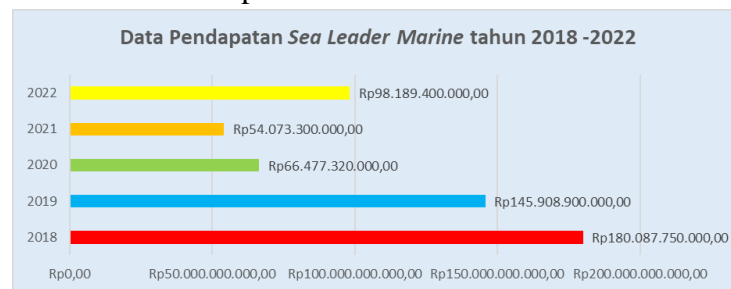 Data Pendapatan Sea Leader Marine tahun 2018 -2022
2022 Rp98.189.400.000,00
2021 Rp54.073.300.000,00
2020 Rp66.477.320.000,00
2019 Rp145.908.900.000,00
2018 Rp180.087.750.000,00
Rp0,00 Rp50.000.000.000,00 Rp100.000.000.000,00 Rp150.000.000.000,00 Rp200.000.000.000,00